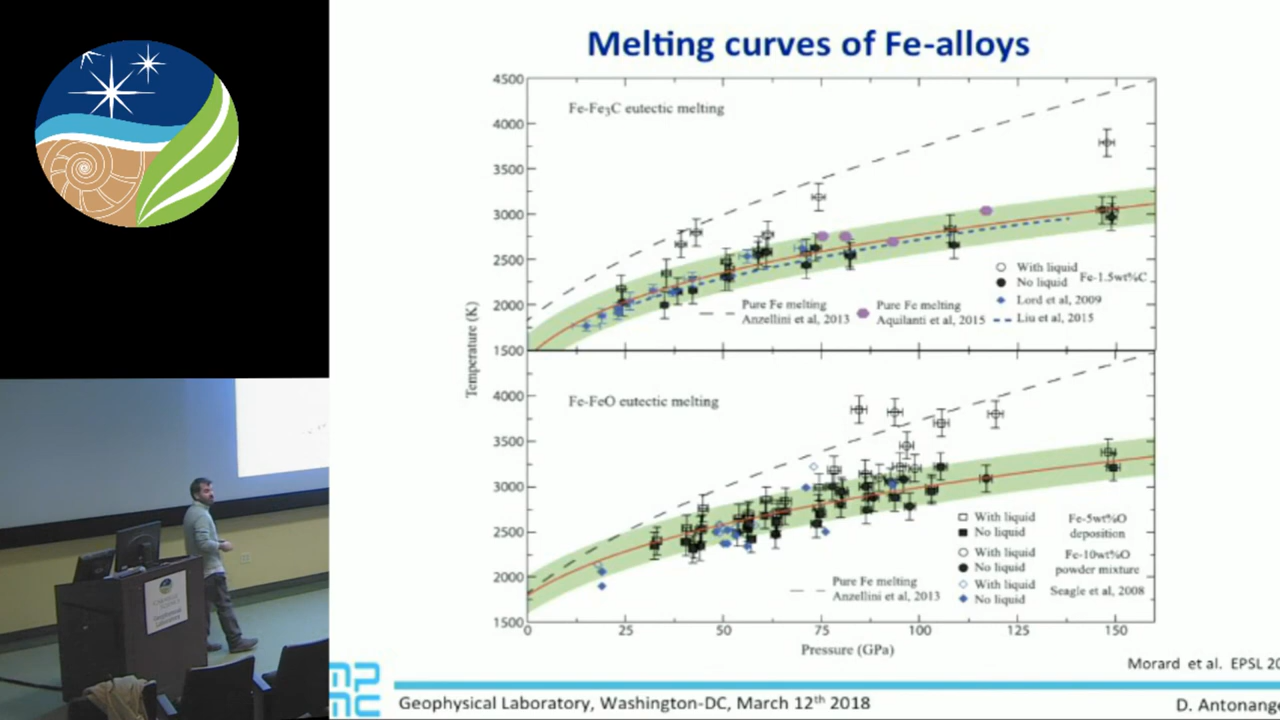 Melting curves of Fe-alloys
Fe-Fe3C eutectic melting
4500
4000
3500
3000
2500
2000
1500
With liquid
No liquid
Fe-1.5wt%C
Lord et al, 2009
Liu et al, 2015
Pure Fe melting
Anzellini et al, 2013
Pure Fe melting
Aquilanti et al, 2015
Temperature (K)
Fe-FeO eutectic melting
4000
3500
3000
2500
2000
1500
With liquid
No liquid
Fe-5wt%O
deposition
With liquid
No liquid
Fe-10wt%O
powder mixture
With liquid
No liquid
Seagle et al, 2008
Pure Fe melting
Anzellini et al, 2013
0 25 50 75 100 125 150
Pressure (GPa)
Morard et al. EPSL 20
Geophysical Laboratory, Washington-DC, March 12th 2018
D. Antonange